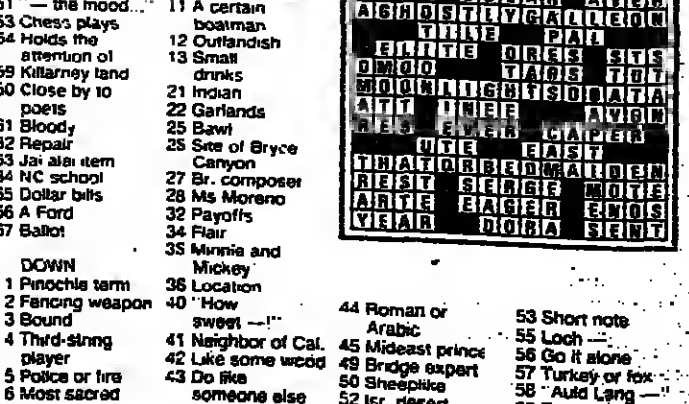 51 "— the mood..."
53 Chess plays
54 Holds the
attention of
59 Killarney land
60 Close by to
poets
61 Bloody
62 Repair
63 Jai alai item
64 NC school
65 Dollar bills
66 A Ford
67 Ballot
DOWN
1 Pinochle term
2 Fencing weapon
3 Bound
4 Third-string
player
5 Police or fire
6 Most sacred
11 A certain
boatman
12 Outlandish
13 Small
drinks
21 Indian
22 Garlands
25 Bawl
26 Site of Bryce
Canyon
27 Br. composer
28 Ms Moreno
32 Payoffs
34 Flair
35 Minnie and
Mickey
36 Location
40 "How
sweet —!"
41 Neighbor of Cal.
42 Like some wood
43 Do like
someone else
AGHOSTLYGALLEON
TILE PAL
ELITE ORES STS
OMOO TARS TUT
MOONLIGHTSONATA
ATT INEE AVON
RES EVER CAPER
UTE EAST
THATORBEDMAIDEN
REST SERGE MOTE
ARTE EAGER ENOS
YEAR DORA SENT
44 Roman or
Arabic
45 Mideast prince
49 Bridge expert
50 Sheeplike
52 Isr. desert
53 Short note
55 Loch —
56 Go it alone
57 Turkey or fox
58 "Auld Lang —"